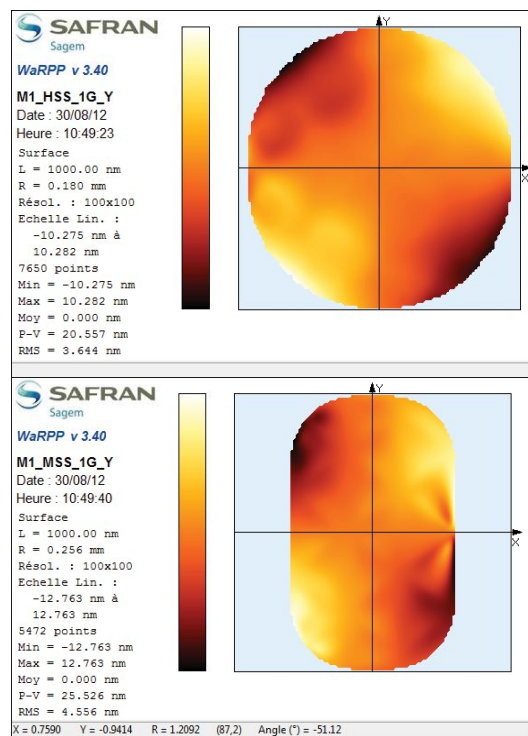 SAFRAN
Sagem
WaRPP v 3.40
M1_HSS_1G_Y
Date : 30/08/12
Heure : 10:49:23
Surface
L = 1000.00 nm
R = 0.180 mm
Résol. : 100x100
Echelle Lin. :
-10.275 nm à
10.282 nm
7650 points
Min = -10.275 nm
Max = 10.282 nm
Moy = 0.000 nm
P-V = 20.557 nm
RMS = 3.644 nm
Y
X
SAFRAN
Sagem
WaRPP v 3.40
M1_MSS_1G_Y
Date : 30/08/12
Heure : 10:49:40
Surface
L = 1000.00 nm
R = 0.256 mm
Résol. : 100x100
Echelle Lin. :
-12.763 nm à
12.763 nm
5472 points
Min = -12.763 nm
Max = 12.763 nm
Moy = 0.000 nm
P-V = 25.526 nm
RMS = 4.556 nm
Y
X
X = 0.7590 Y = -0.9414 R = 1.2092 (87,2) Angle (°) = -51.12